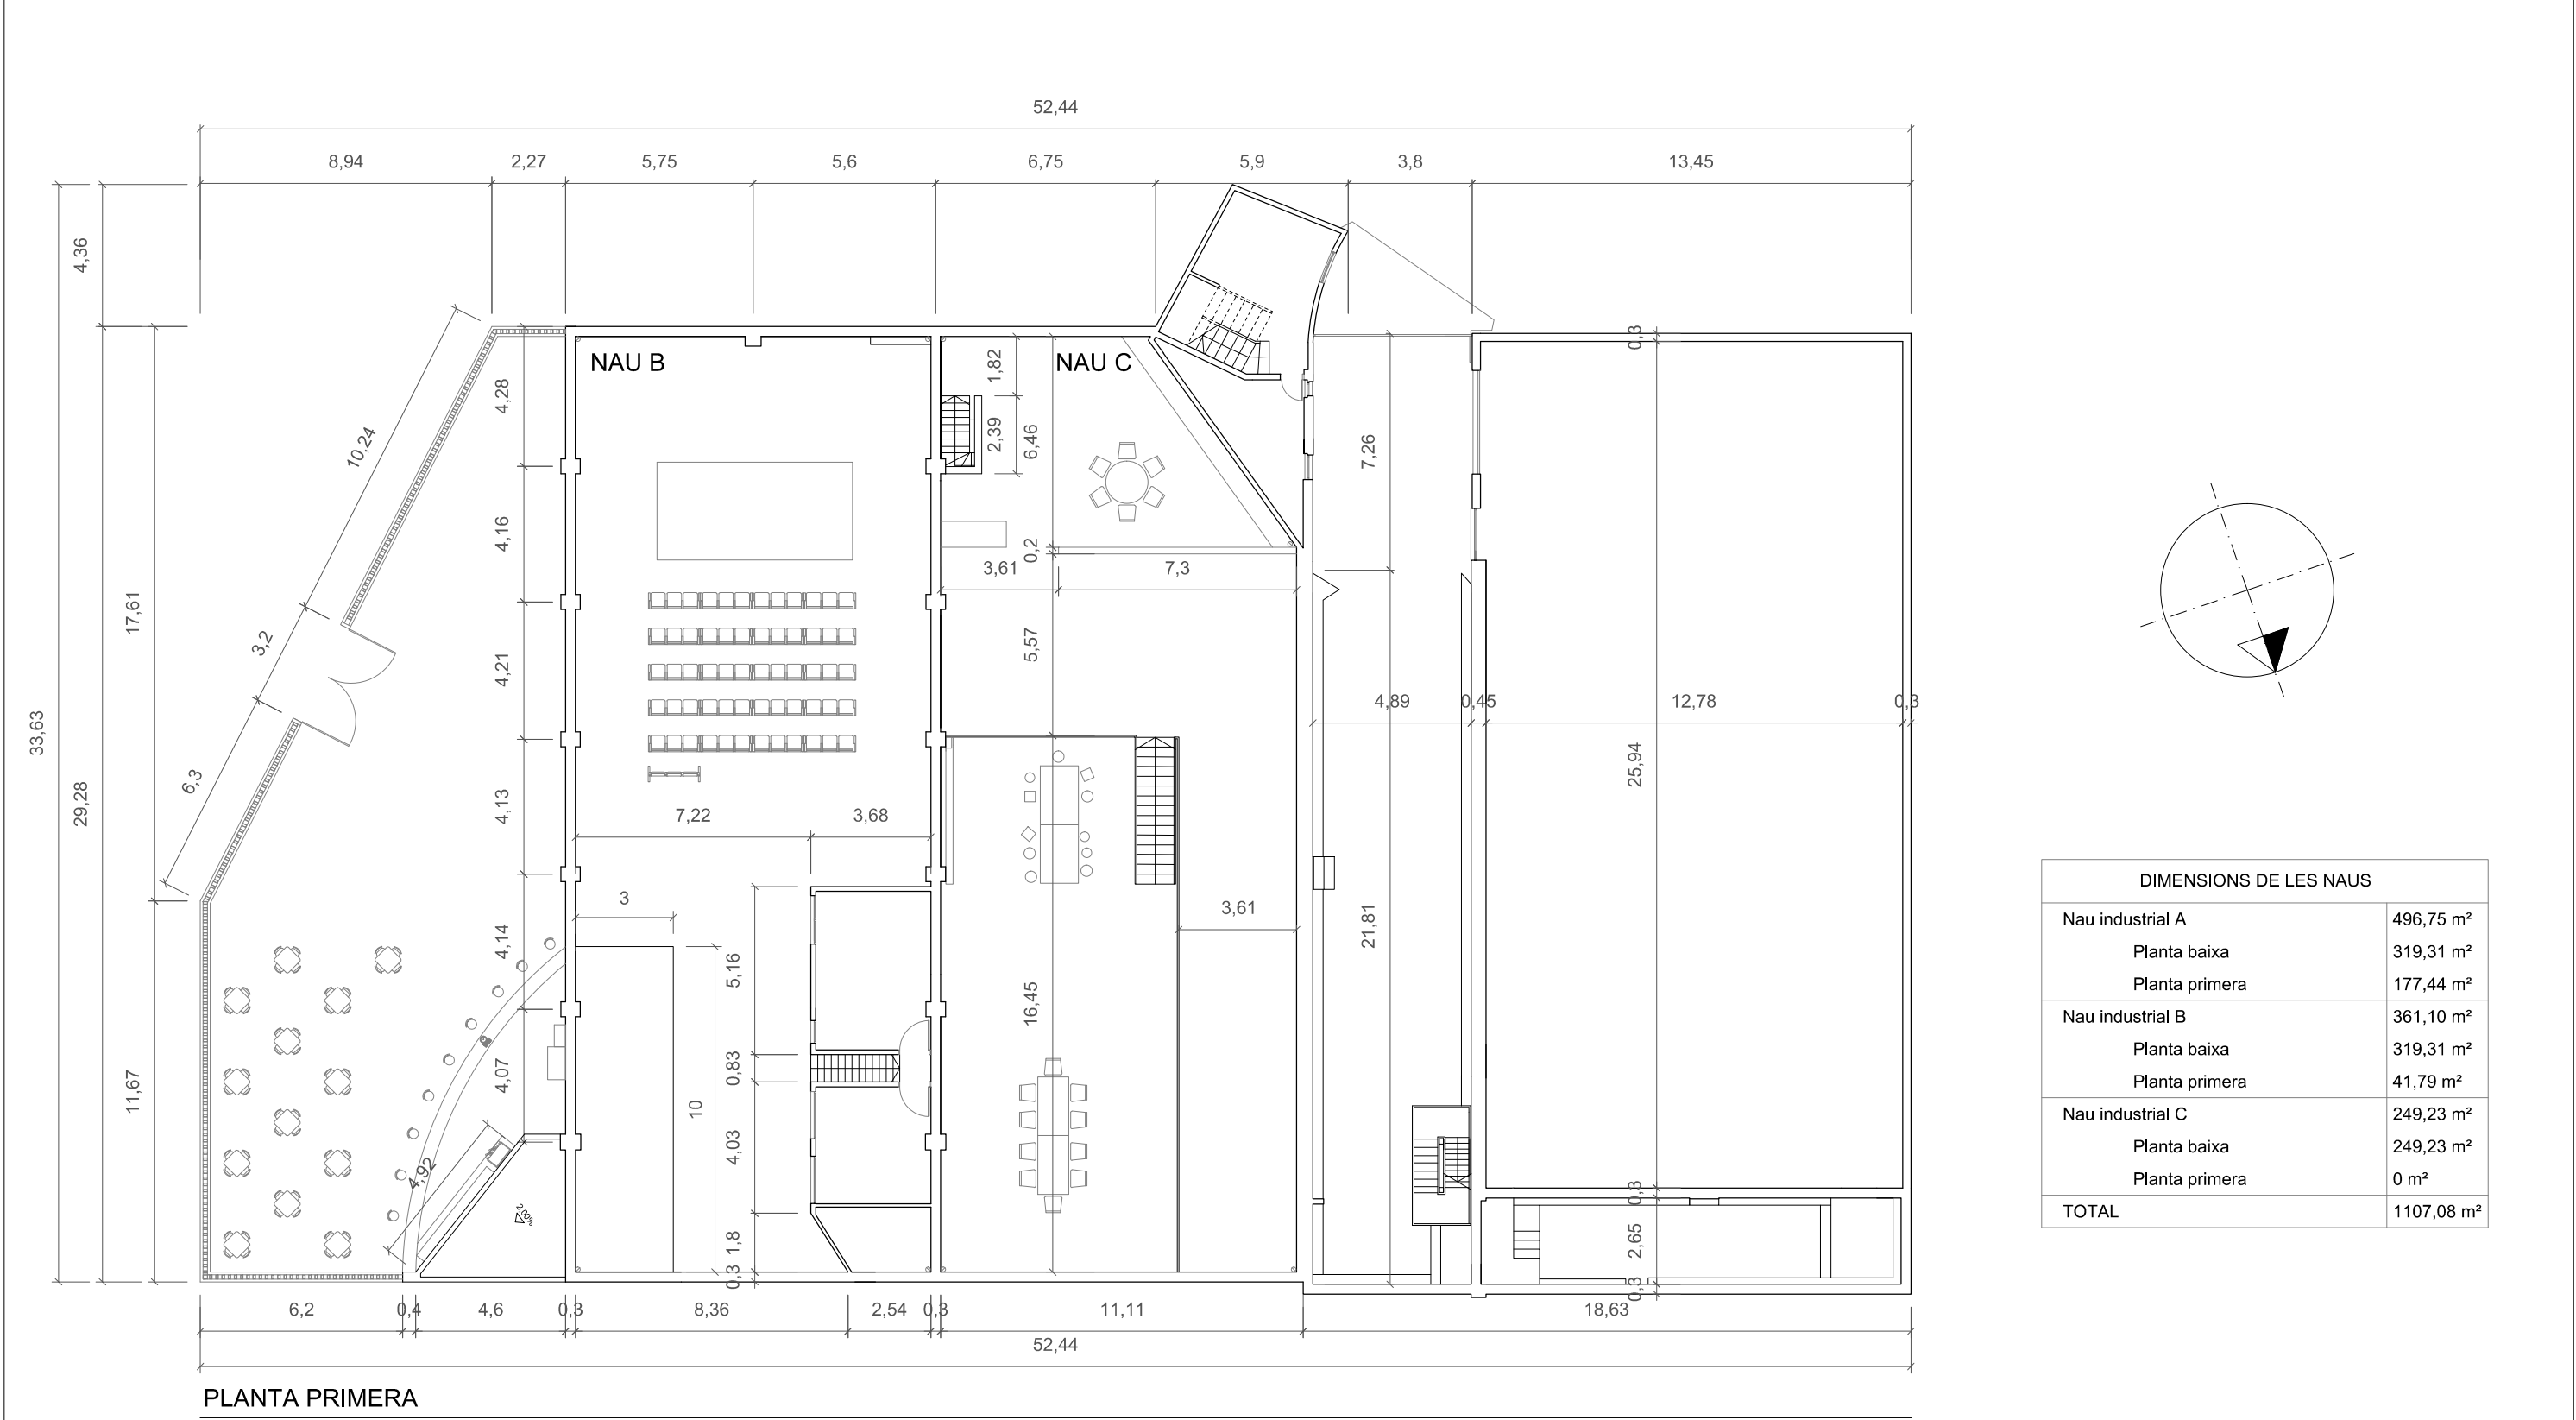 52,44
8,94 2,27 5,75 5,6 6,75 5,9 3,8 13,45
4,36
33,63
29,28
17,61
11,67
10,24
3,2
6,3
4,28
4,16
4,21
4,13
4,14
4,07
4,92
2,00%
NAU B
7,22 3,68
3
10
5,16
0,83
4,03
1,8
0,3
NAU C
1,82
2,39
6,46
0,2
3,61 7,3
5,57
3,61
16,45
7,26
21,81
4,89 0,45 12,78 0,3
0,3
25,94
0,3
2,65
0,3
6,2 0,4 4,6 0,3 8,36 2,54 0,3 11,11 18,63
52,44
PLANTA PRIMERA
DIMENSIONS DE LES NAUS
Nau industrial A 496,75 m²
Planta baixa 319,31 m²
Planta primera 177,44 m²
Nau industrial B 361,10 m²
Planta baixa 319,31 m²
Planta primera 41,79 m²
Nau industrial C 249,23 m²
Planta baixa 249,23 m²
Planta primera 0 m²
TOTAL 1107,08 m²